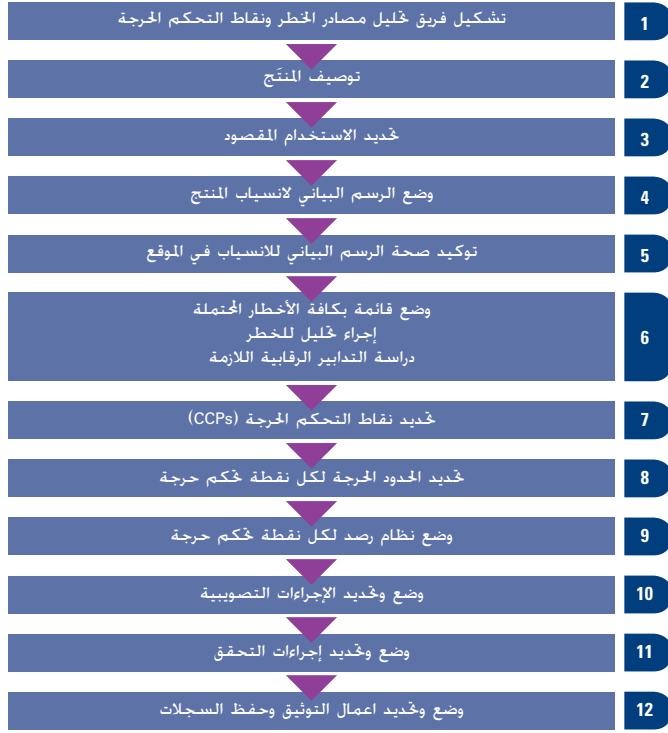 1 تشكيل فريق تحليل مصادر الخطر ونقاط التحكم الحرجة
2 توصيف المنتَج
3 تحديد الاستخدام المقصود
4 وضع الرسم البياني لانسياب المنتج
5 توكيد صحة الرسم البياني للانسياب في الموقع
6 وضع قائمة بكافة الأخطار المحتملة
إجراء تحليل للخطر
دراسة التدابير الرقابية اللازمة
7 تحديد نقاط التحكم الحرجة (CCPs)
8 تحديد الحدود الحرجة لكل نقطة تحكم حرجة
9 وضع نظام رصد لكل نقطة تحكم حرجة
10 وضع وتحديد الإجراءات التصويبية
11 وضع وتحديد إجراءات التحقق
12 وضع وتحديد اعمال التوثيق وحفظ السجلات